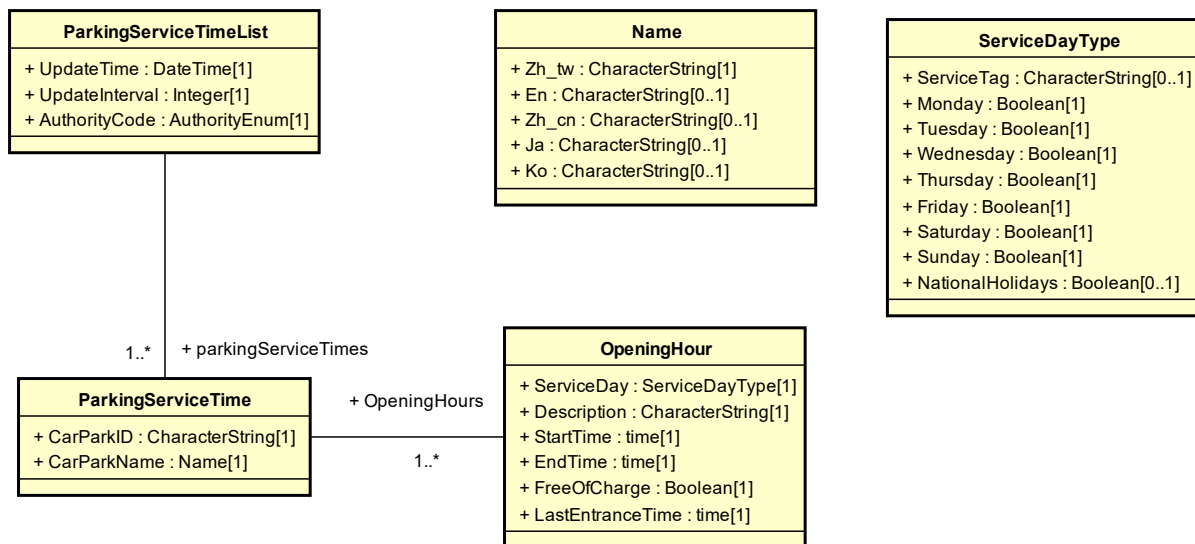 ParkingServiceTimeList
+ UpdateTime : DateTime[1]
+ UpdateInterval : Integer[1]
+ AuthorityCode : AuthorityEnum[1]
Name
+ Zh_tw : CharacterString[1]
+ En : CharacterString[0..1]
+ Zh_cn : CharacterString[0..1]
+ Ja : CharacterString[0..1]
+ Ko : CharacterString[0..1]
ServiceDayType
+ ServiceTag : CharacterString[0..1]
+ Monday : Boolean[1]
+ Tuesday : Boolean[1]
+ Wednesday : Boolean[1]
+ Thursday : Boolean[1]
+ Friday : Boolean[1]
+ Saturday : Boolean[1]
+ Sunday : Boolean[1]
+ NationalHolidays : Boolean[0..1]
1..*
+ parkingServiceTimes
ParkingServiceTime
+ CarParkID : CharacterString[1]
+ CarParkName : Name[1]
+ OpeningHours
1..*
OpeningHour
+ ServiceDay : ServiceDayType[1]
+ Description : CharacterString[1]
+ StartTime : time[1]
+ EndTime : time[1]
+ FreeOfCharge : Boolean[1]
+ LastEntranceTime : time[1]